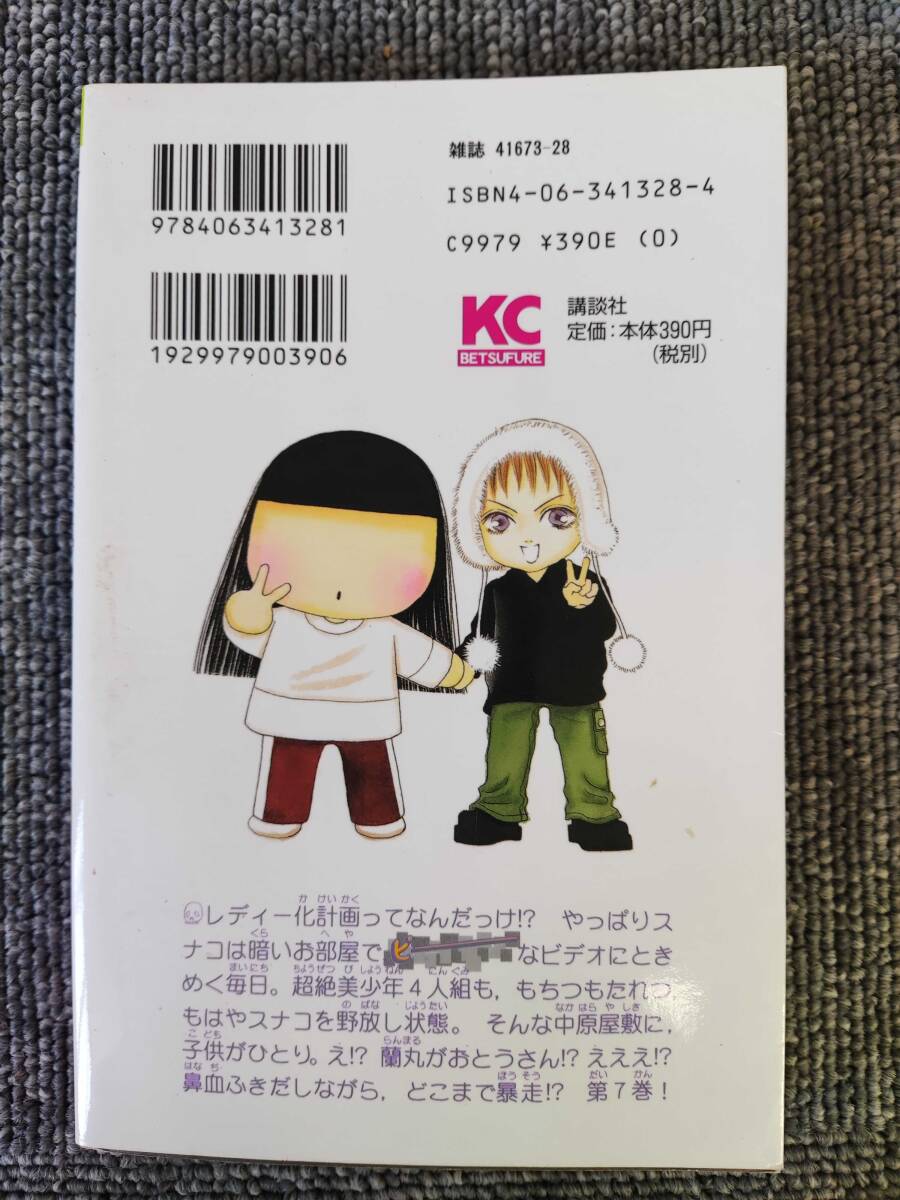 9784063413281
雑誌 41673-28
ISBN4-06-341328-4
C9979 ¥390E (0)
1929979003906
KC
BETSUFURE
講談社
定価：本体390円
（税別）
レディー化計画ってなんだっけ!? やっぱりス
ナコは暗いお部屋で なビデオにとき
めく毎日。超絶美少年4人組も，もちつもたれつ
もはやスナコを野放し状態。そんな中原屋敷に，
子供がひとり。え!? 蘭丸がおとうさん!? えええ!?
鼻血ふきだしながら，どこまで暴走!? 第7巻！